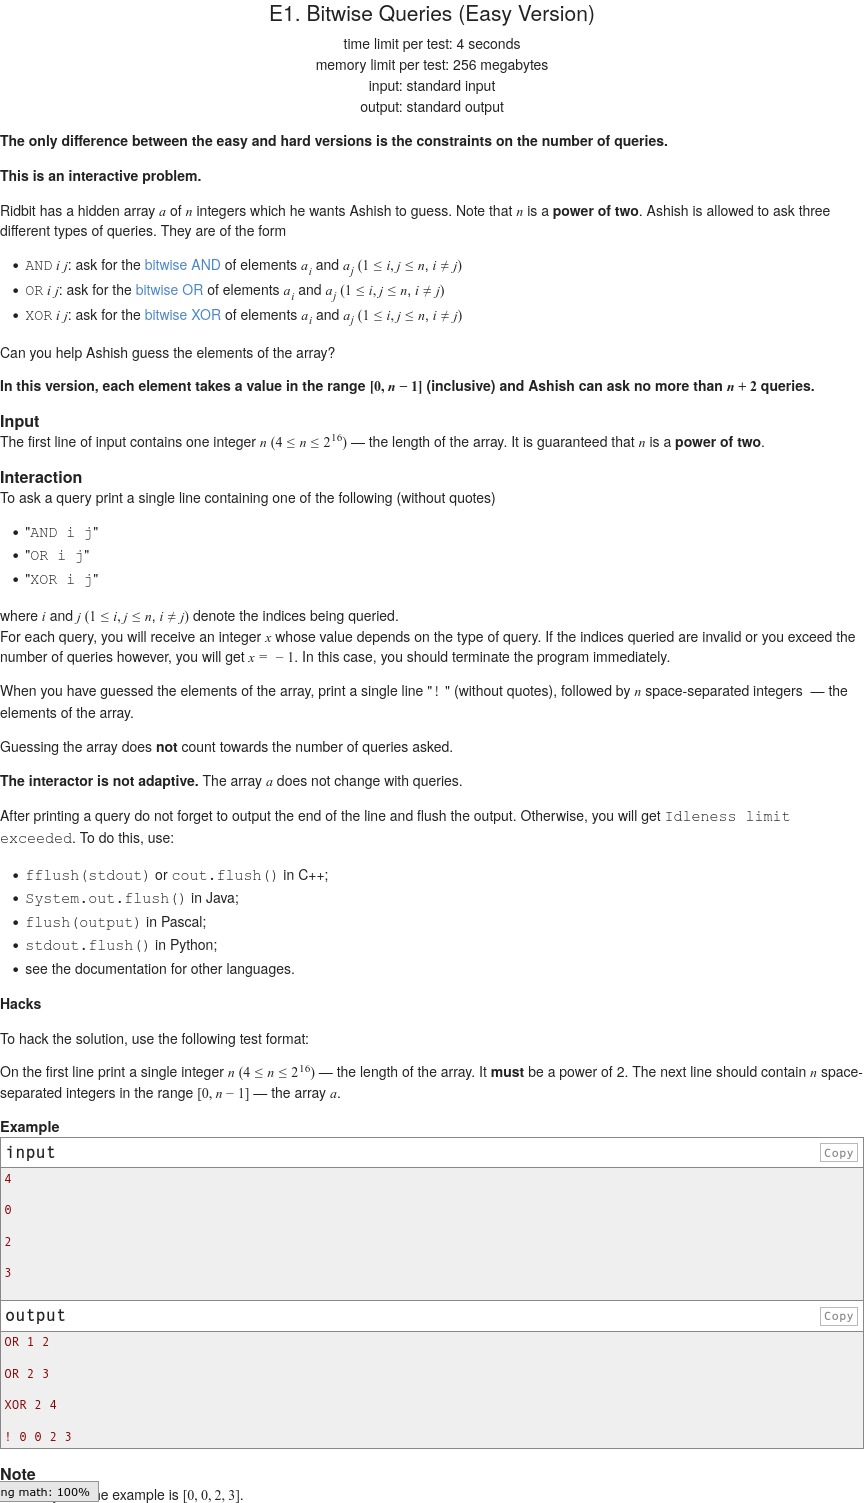 E1. Bitwise Queries (Easy Version)
time limit per test: 4 seconds
memory limit per test: 256 megabytes
input: standard input
output: standard output
The only difference between the easy and hard versions is the constraints on the number of queries.
This is an interactive problem.
Ridbit has a hidden array a of n integers which he wants Ashish to guess. Note that n is a power of two. Ashish is allowed to ask three
different types of queries. They are of the form
• AND i j: ask for the bitwise AND of elements a_i and a_j (1 ≤ i, j ≤ n, i ≠ j)
• OR i j: ask for the bitwise OR of elements a_i and a_j (1 ≤ i, j ≤ n, i ≠ j)
• XOR i j: ask for the bitwise XOR of elements a_i and a_j (1 ≤ i, j ≤ n, i ≠ j)
Can you help Ashish guess the elements of the array?
In this version, each element takes a value in the range [0, n − 1] (inclusive) and Ashish can ask no more than n + 2 queries.
Input
The first line of input contains one integer n (4 ≤ n ≤ 2^16) — the length of the array. It is guaranteed that n is a power of two.
Interaction
To ask a query print a single line containing one of the following (without quotes)
• "AND i j"
• "OR i j"
• "XOR i j"
where i and j (1 ≤ i, j ≤ n, i ≠ j) denote the indices being queried.
For each query, you will receive an integer x whose value depends on the type of query. If the indices queried are invalid or you exceed the
number of queries however, you will get x = − 1. In this case, you should terminate the program immediately.
When you have guessed the elements of the array, print a single line "! " (without quotes), followed by n space-separated integers — the
elements of the array.
Guessing the array does not count towards the number of queries asked.
The interactor is not adaptive. The array a does not change with queries.
After printing a query do not forget to output the end of the line and flush the output. Otherwise, you will get Idleness limit
exceeded. To do this, use:
• fflush(stdout) or cout.flush() in C++;
• System.out.flush() in Java;
• flush(output) in Pascal;
• stdout.flush() in Python;
• see the documentation for other languages.
Hacks
To hack the solution, use the following test format:
On the first line print a single integer n (4 ≤ n ≤ 2^16) — the length of the array. It must be a power of 2. The next line should contain n space-
separated integers in the range [0, n − 1] — the array a.
Example
input Copy
4
0
2
3
output Copy
OR 1 2
OR 2 3
XOR 2 4
! 0 0 2 3
Note
ng math: 100%
e example is [0, 0, 2, 3].